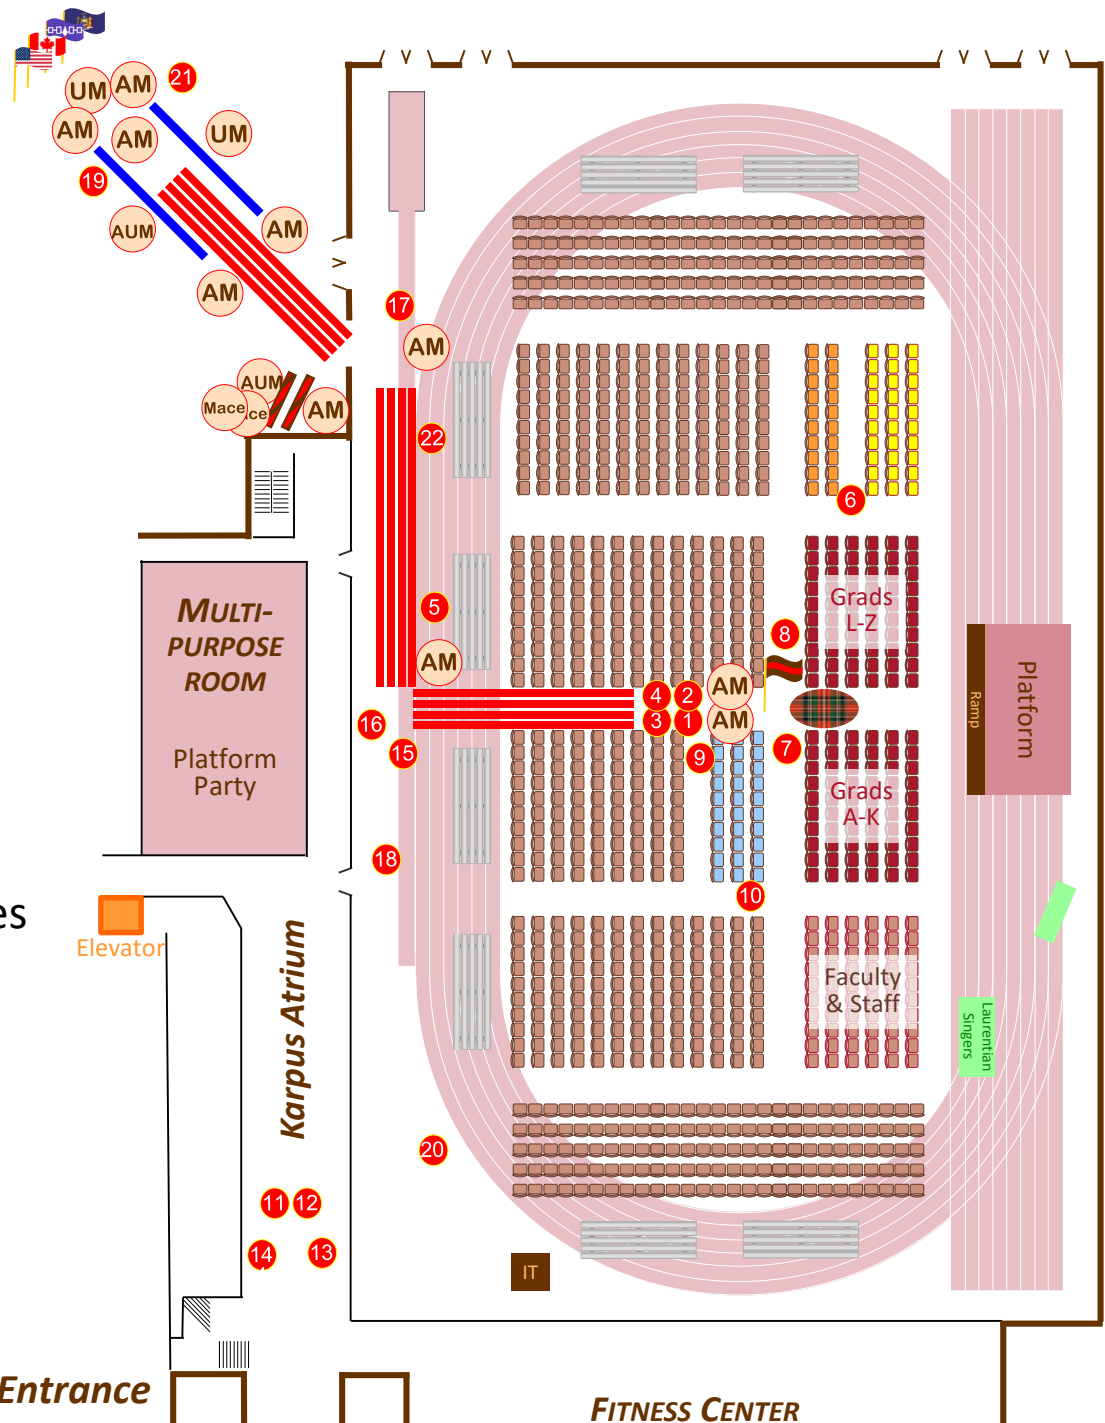 21
UM
AM
AM
AM
UM
19
AUM
AM
AM
17
AM
AUM
Mace
ce
AM
22
6
MULTI-
PURPOSE
ROOM
Platform
Party
5
AM
Grads
L-Z
8
4
2
AM
3
1
AM
16
15
9
7
Ramp
Platform
Grads
A-K
18
10
es
Elevator
Karpus Atrium
Faculty
& Staff
Laurentian
Singers
20
11
12
14
13
IT
Entrance
FITNESS CENTER